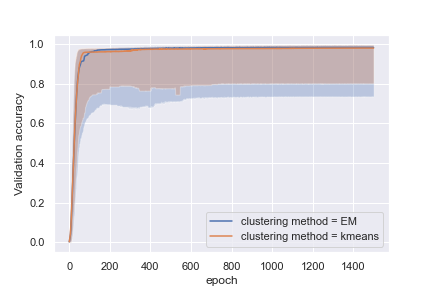 1.0
0.8
0.6
0.4
0.2
0.0
Validation accuracy
clustering method = EM
clustering method = kmeans
0 200 400 600 800 1000 1200 1400
epoch